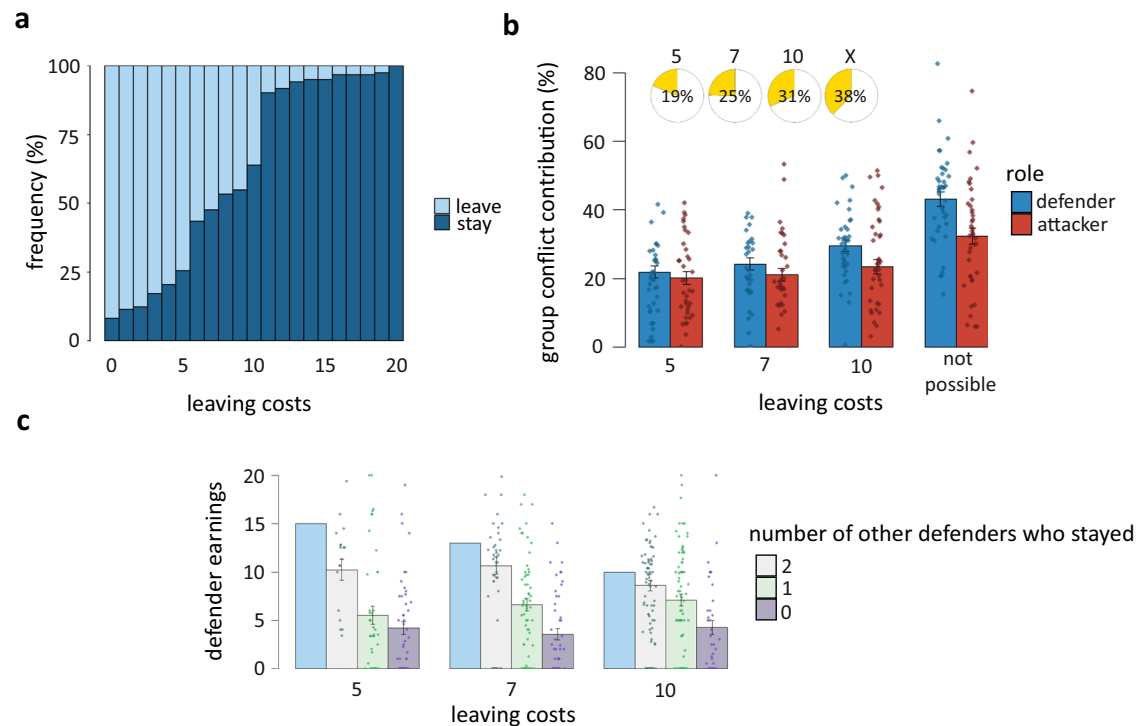 a
100
75
50
25
0
frequency (%)
0 5 10 15 20
leaving costs
leave
stay
b
5 7 10 X
19% 25% 31% 38%
80
60
40
20
0
group conflict contribution (%)
5 7 10 not
possible
leaving costs
role
defender
attacker
c
20
15
10
5
0
defender earnings
5 7 10
leaving costs
number of other defenders who stayed
2
1
0